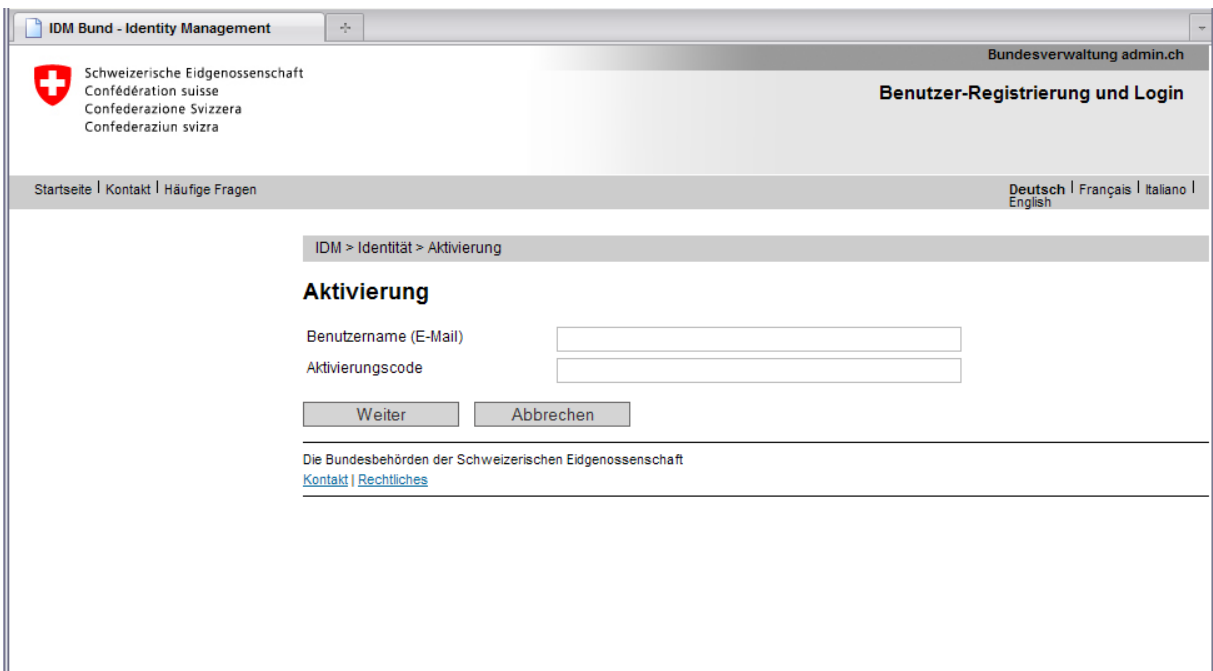 IDM Bund - Identity Management
Bundesverwaltung admin.ch
Schweizerische Eidgenossenschaft
Confédération suisse
Confederazione Svizzera
Confederaziun svizra
Benutzer-Registrierung und Login
Startseite | Kontakt | Häufige Fragen
Deutsch | Français | Italiano |
English
IDM > Identität > Aktivierung
Aktivierung
Benutzername (E-Mail)
Aktivierungscode
Weiter Abbrechen
Die Bundesbehörden der Schweizerischen Eidgenossenschaft
Kontakt | Rechtliches